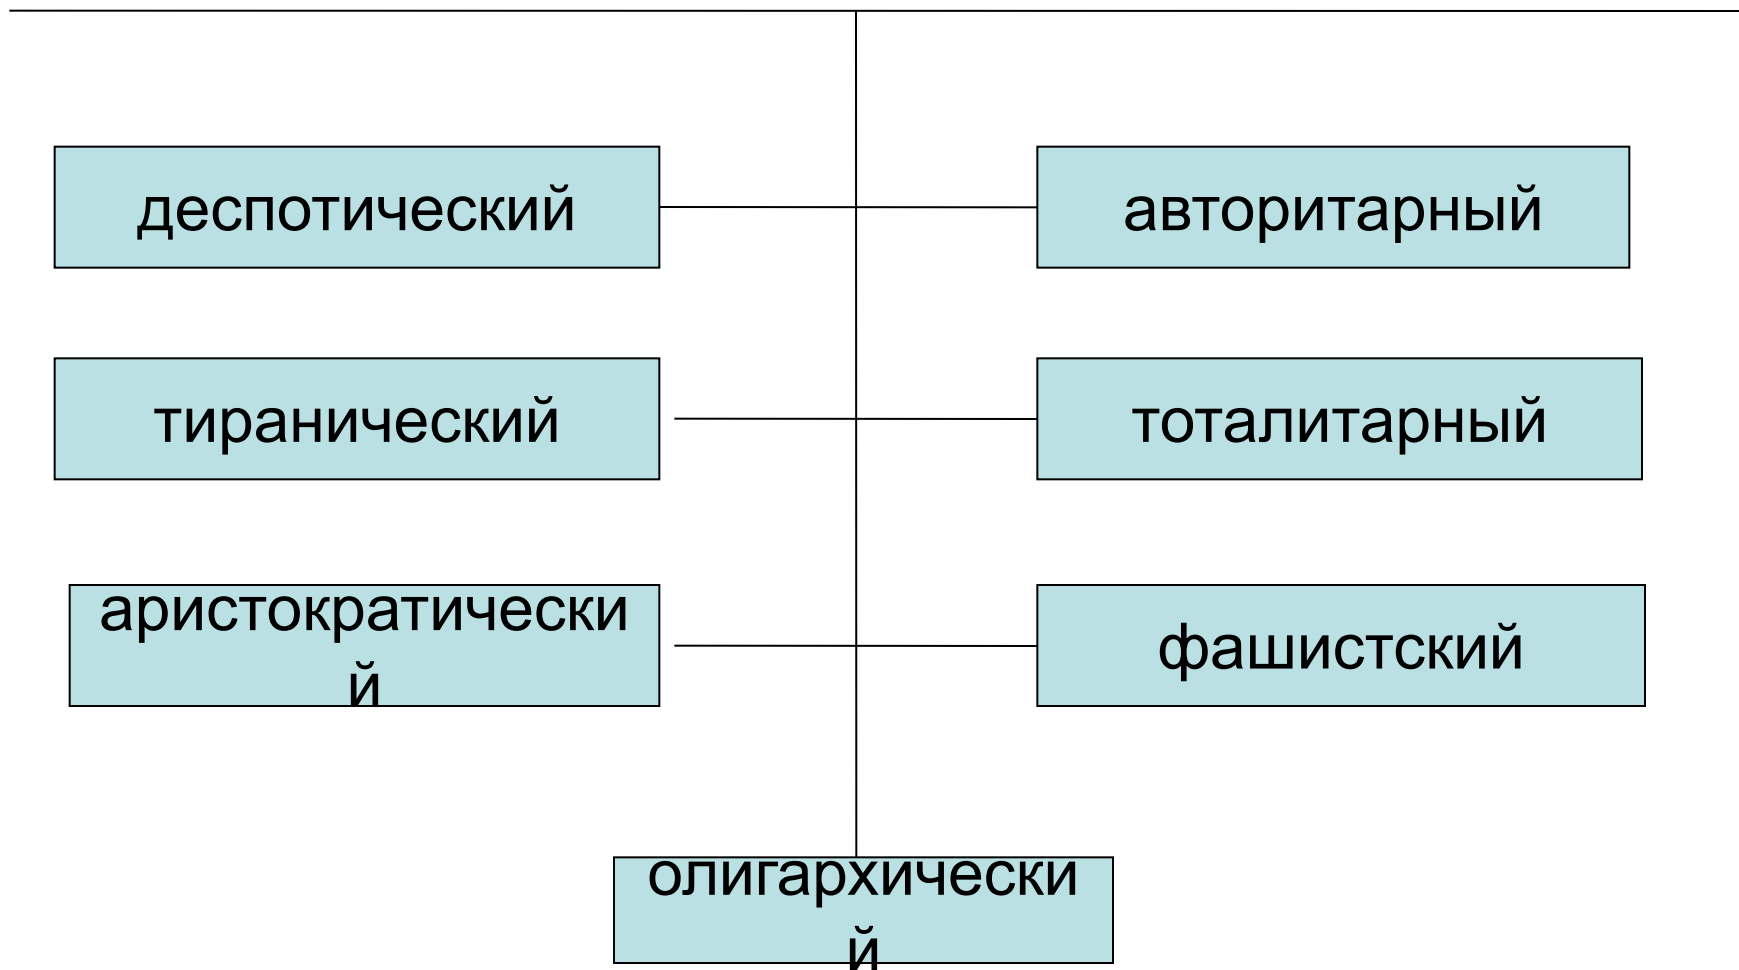 деспотический
авторитарный
тиранический
тоталитарный
аристократически
й
фашистский
олигархически
й